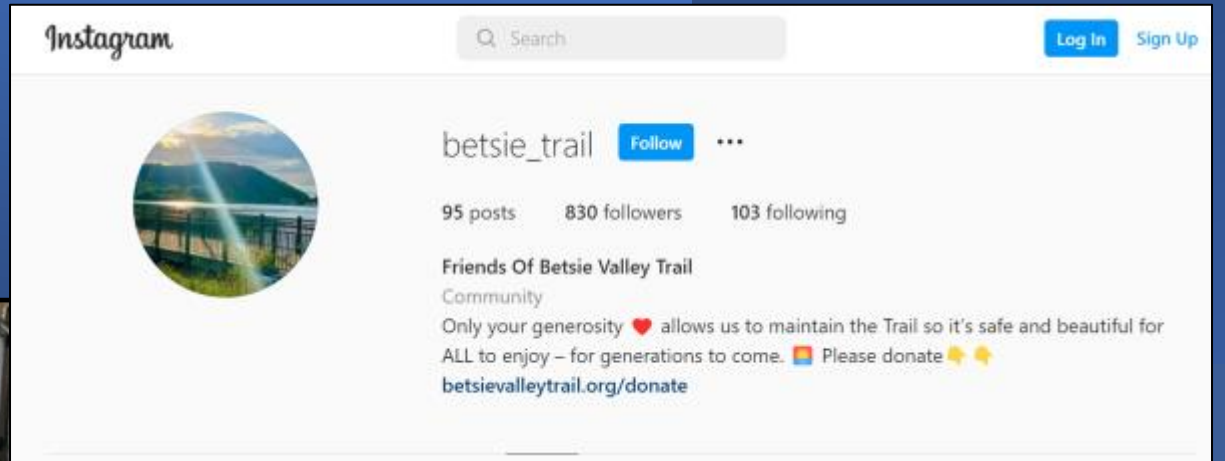 Instagram
Search
Log In
Sign Up
betsie_trail
Follow
95 posts 830 followers 103 following
Friends Of Betsie Valley Trail
Community
Only your generosity ❤️ allows us to maintain the Trail so it's safe and beautiful for
ALL to enjoy – for generations to come. 🌅 Please donate👇👇
betsievalleytrail.org/donate